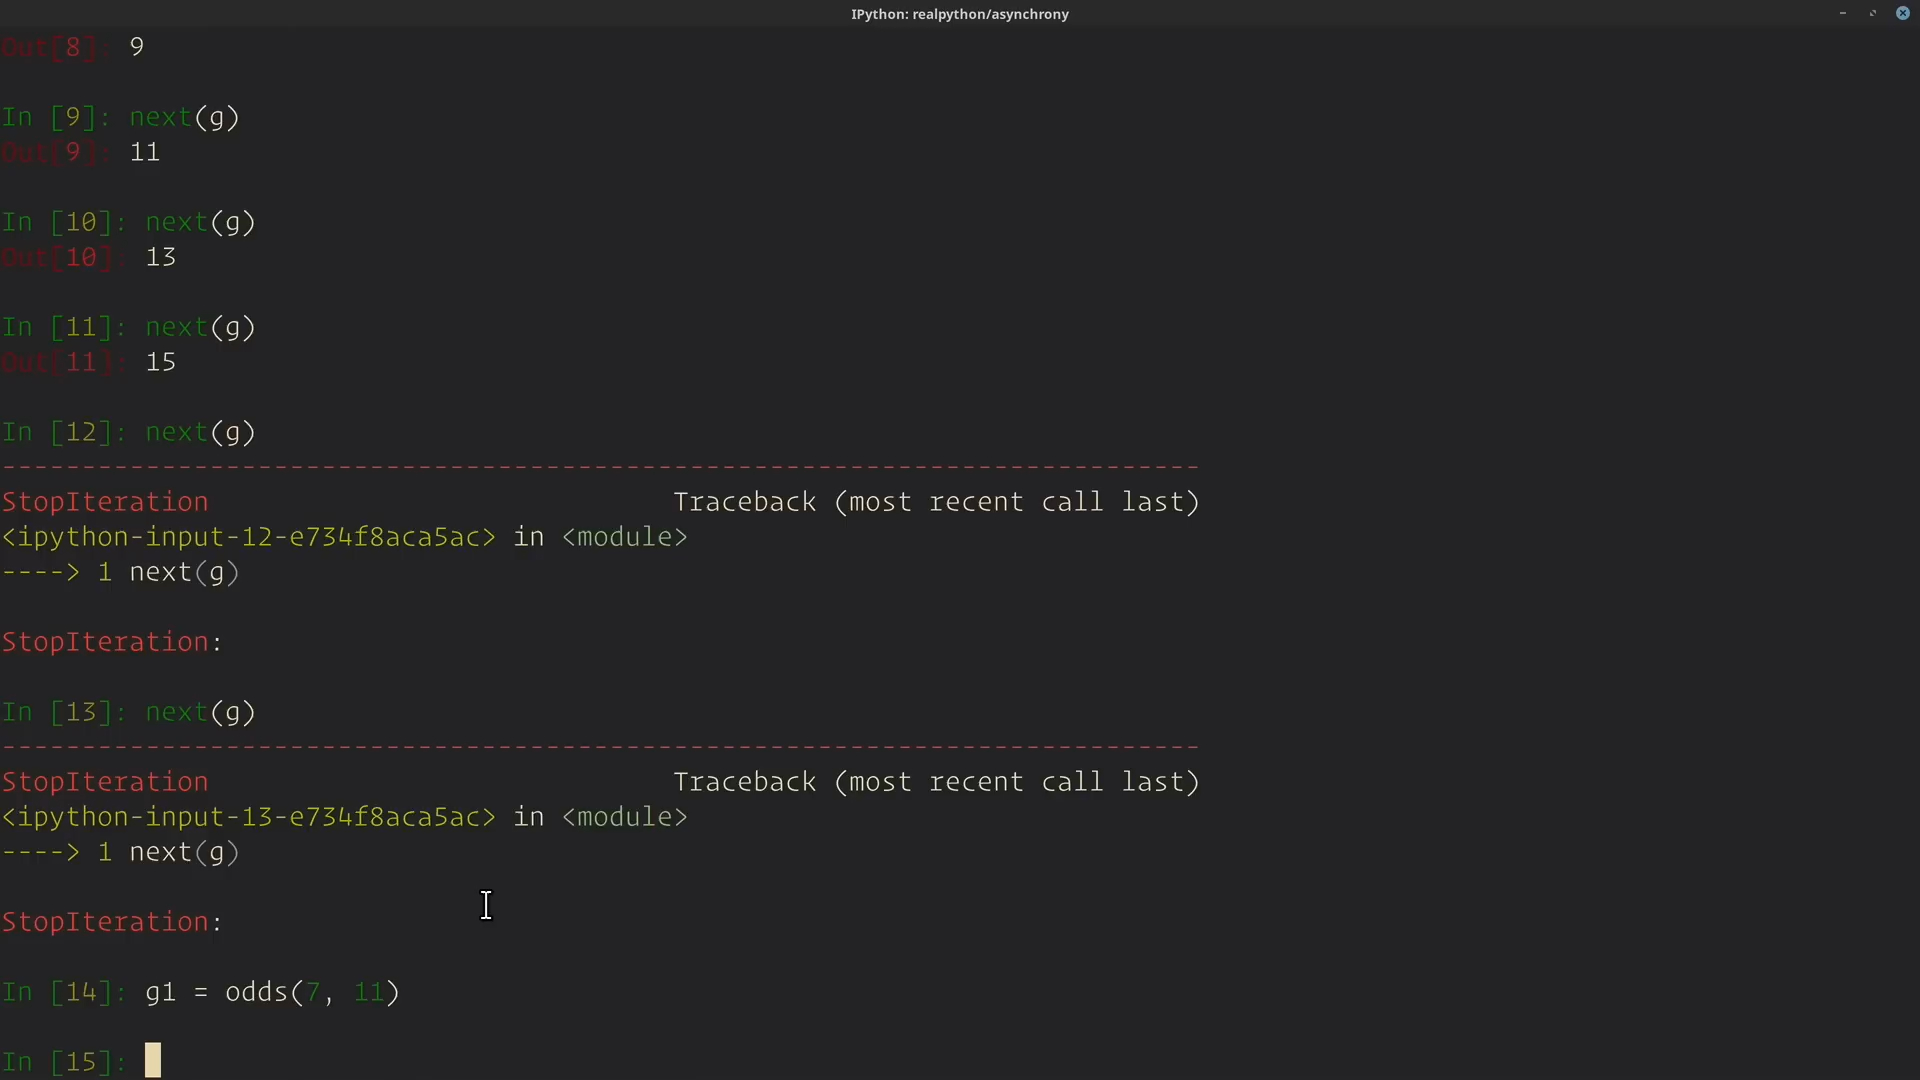 IPython: realpython/asynchrony
Out[8]: 9
In [9]: next(g)
Out[9]: 11
In [10]: next(g)
Out[10]: 13
In [11]: next(g)
Out[11]: 15
In [12]: next(g)
---------------------------------------------------------------------------
StopIteration                             Traceback (most recent call last)
<ipython-input-12-e734f8aca5ac> in <module>
----> 1 next(g)
StopIteration:
In [13]: next(g)
---------------------------------------------------------------------------
StopIteration                             Traceback (most recent call last)
<ipython-input-13-e734f8aca5ac> in <module>
----> 1 next(g)
StopIteration:
In [14]: g1 = odds(7, 11)
In [15]: